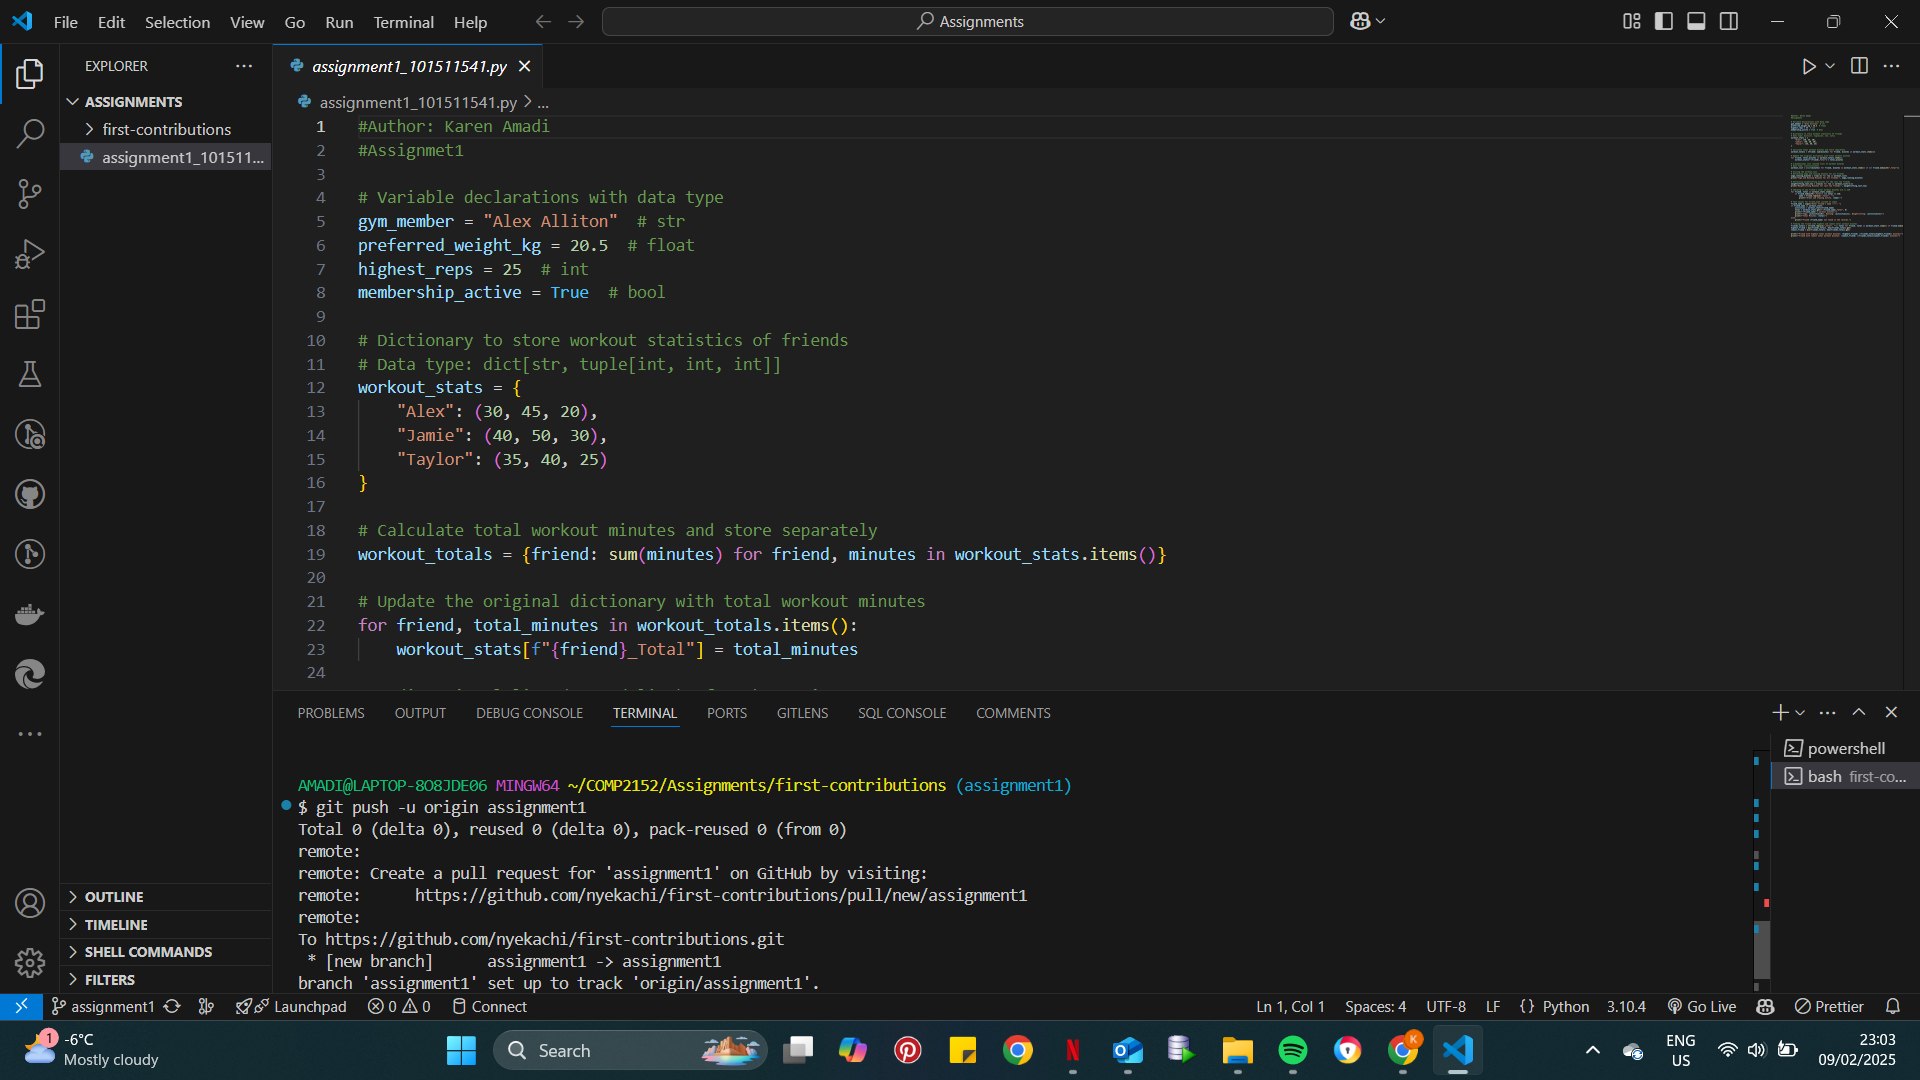 File Edit Selection View Go Run Terminal Help
Assignments
EXPLORER
ASSIGNMENTS
first-contributions
assignment1_101511...
assignment1_101511541.py
assignment1_101511541.py > ...
1 #Author: Karen Amadi
2 #Assignmet1
3
4 # Variable declarations with data type
5 gym_member = "Alex Alliton"  # str
6 preferred_weight_kg = 20.5  # float
7 highest_reps = 25  # int
8 membership_active = True  # bool
9
10 # Dictionary to store workout statistics of friends
11 # Data type: dict[str, tuple[int, int, int]]
12 workout_stats = {
13     "Alex": (30, 45, 20),
14     "Jamie": (40, 50, 30),
15     "Taylor": (35, 40, 25)
16 }
17
18 # Calculate total workout minutes and store separately
19 workout_totals = {friend: sum(minutes) for friend, minutes in workout_stats.items()}
20
21 # Update the original dictionary with total workout minutes
22 for friend, total_minutes in workout_totals.items():
23     workout_stats[f"{friend}_Total"] = total_minutes
24
PROBLEMS OUTPUT DEBUG CONSOLE TERMINAL PORTS GITLENS SQL CONSOLE COMMENTS
powershell
bash first-co...
AMADI@LAPTOP-8O8JDE06 MINGW64 ~/COMP2152/Assignments/first-contributions (assignment1)
$ git push -u origin assignment1
Total 0 (delta 0), reused 0 (delta 0), pack-reused 0 (from 0)
remote:
remote: Create a pull request for 'assignment1' on GitHub by visiting:
remote:      https://github.com/nyekachi/first-contributions/pull/new/assignment1
remote:
To https://github.com/nyekachi/first-contributions.git
 * [new branch]      assignment1 -> assignment1
branch 'assignment1' set up to track 'origin/assignment1'.
OUTLINE
TIMELINE
SHELL COMMANDS
FILTERS
assignment1 Launchpad 0 0 Connect Ln 1, Col 1 Spaces: 4 UTF-8 LF {} Python 3.10.4 Go Live Prettier
1
-6°C
Mostly cloudy
Search
K
ENG
US
23:03
09/02/2025